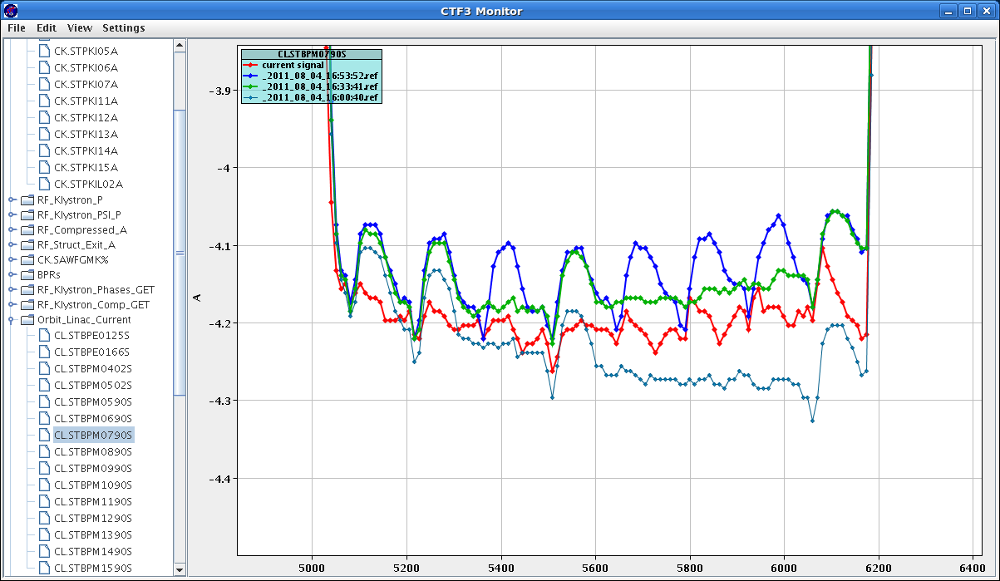 CTF3 Monitor
File Edit View Settings
CK.STPKI05A
CK.STPKI06A
CK.STPKI07A
CK.STPKI11A
CK.STPKI12A
CK.STPKI13A
CK.STPKI14A
CK.STPKI15A
CK.STPKIL02A
RF_Klystron_P
RF_Klystron_PSI_P
RF_Compressed_A
RF_Struct_Exit_A
CK.SAWFGMK%
BPRs
RF_Klystron_Phases_GET
RF_Klystron_Comp_GET
Orbit_Linac_Current
CL.STBPE0125S
CL.STBPE0166S
CL.STBPM0402S
CL.STBPM0502S
CL.STBPM0590S
CL.STBPM0690S
CL.STBPM0790S
CL.STBPM0890S
CL.STBPM0990S
CL.STBPM1090S
CL.STBPM1190S
CL.STBPM1290S
CL.STBPM1390S
CL.STBPM1490S
CL.STBPM1590S
CL.STBPM0790S
current signal
_2011_08_04_16:53:52.ref
_2011_08_04_16:33:41.ref
_2011_08_04_16:00:40.ref
A
-3.9
-4
-4.1
-4.2
-4.3
-4.4
5000 5200 5400 5600 5800 6000 6200 6400